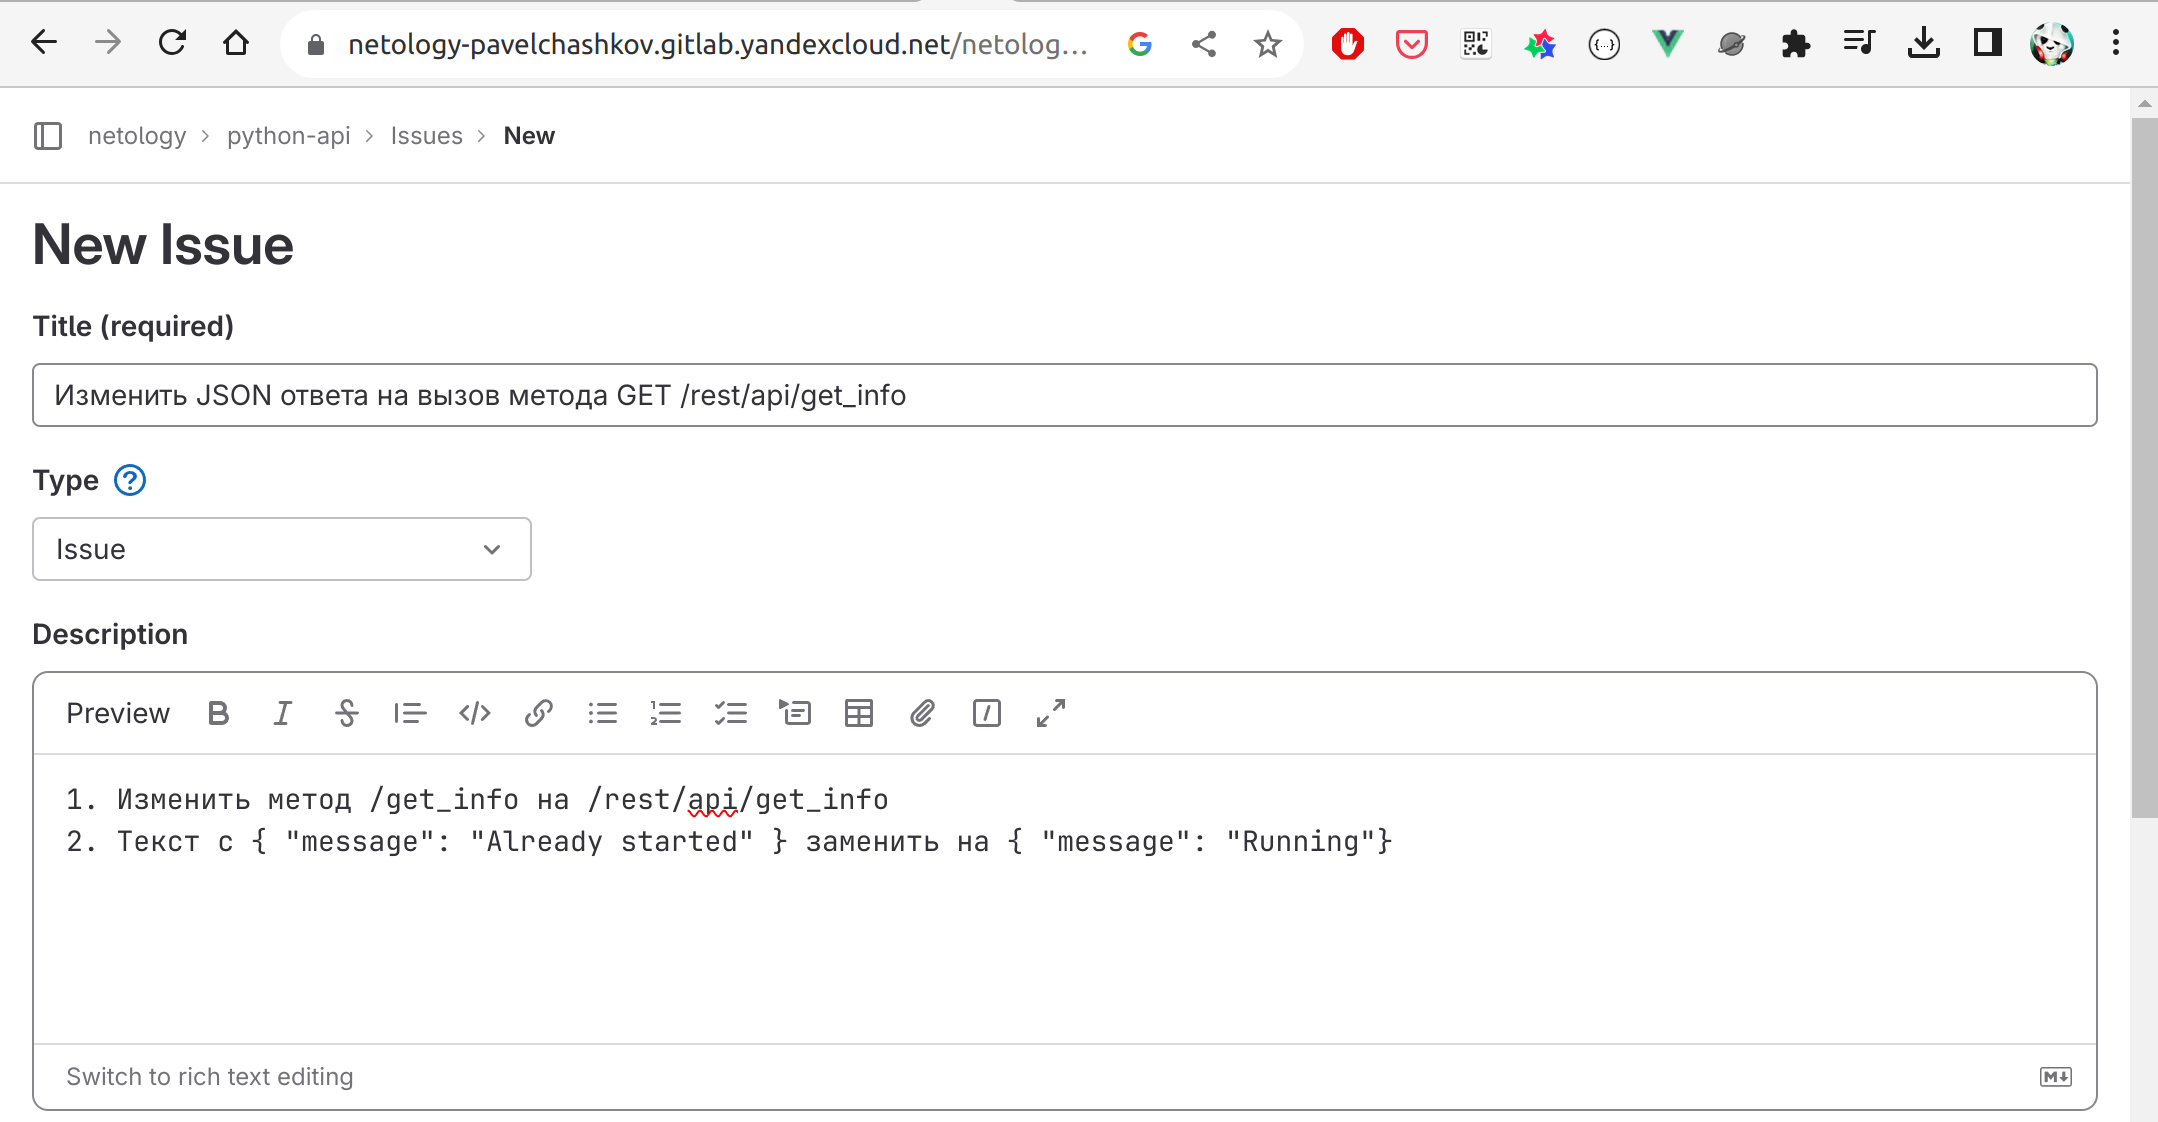 netology-pavelchashkov.gitlab.yandexcloud.net/netolog...
netology > python-api > Issues > New
New Issue
Title (required)
Изменить JSON ответа на вызов метода GET /rest/api/get_info
Type
Issue
Description
Preview
1. Изменить метод /get_info на /rest/api/get_info
2. Текст с { "message": "Already started" } заменить на { "message": "Running"}
Switch to rich text editing